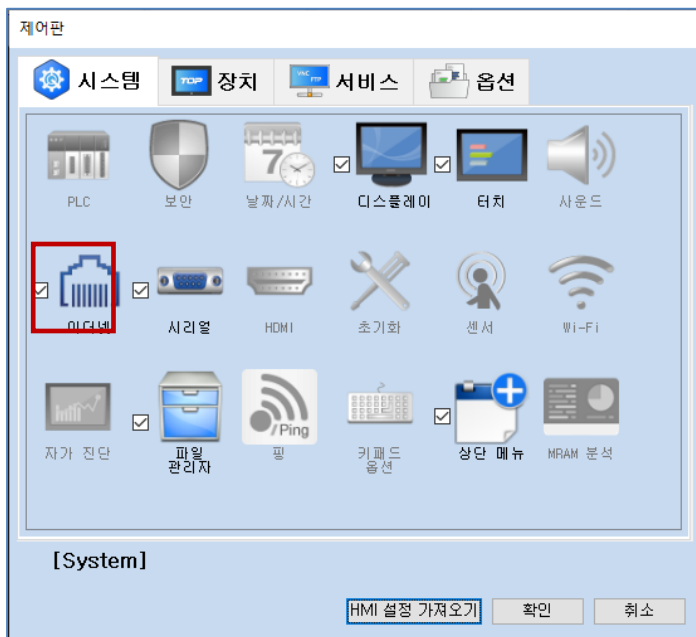 제어판
시스템
TOP
장치
VNC
FTP
서비스
옵션
7
PLC
보안
날짜/시간
디스플레이
터치
사운드
이더넷
시리얼
HDMI
초기화
센서
Wi-Fi
/Ping
자가 진단
파일
관리자
핑
키패드
옵션
상단 메뉴
MRAM 분석
[System]
HMI 설정 가져오기
확인
취소